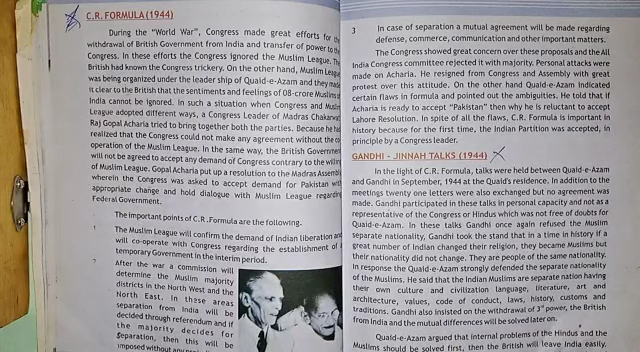 C.R. FORMULA (1944)
During the "World War", Congress made great efforts for the
withdrawal of British Government from India and transfer of power to the
Congress. In these efforts Congress ignored the Muslim League. The
British had known the Congress trickery. On the other hand, Muslim League
was being organized under the leader ship of Quaid-e-Azam and they made
it clear to the British that the sentiments and feelings of 08-crore Muslims of
India cannot be ignored. In such a situation when Congress and Muslim
League adopted different ways, a Congress Leader of Madras Chakarwati
Raj Gopal Acharia tried to bring together both the parties. Because he had
realized that the Congress could not make any agreement without the co
operation of the Muslim League. In the same way, the British Government
will not be agreed to accept any demand of Congress contrary to the willing
of Muslim League. Gopal Acharia put up a resolution to the Madras Assembly
wherein the Congress was asked to accept demand for Pakistan with
appropriate change and hold dialogue with Muslim League regarding
Federal Government.
The important points of C.R.Formula are the following.
1 The Muslim League will confirm the demand of Indian liberation and
will co-operate with Congress regarding the establishment of a
temporary Government in the interim period.
2 After the war a commission will
determine the Muslim majority
districts in the North West and the
North East. In these areas
separation from India will be
decided through referendum and if
the majority decides for
separation, then this will be
imposed without
3 In case of separation a mutual agreement will be made regarding
defense, commerce, communication and other important matters.
The Congress showed great concern over these proposals and the All
India Congress committee rejected it with majority. Personal attacks were
made on Acharia. He resigned from Congress and Assembly with great
protest over this attitude. On the other hand Quaid-e-Azam indicated
certain flaws in formula and pointed out the ambiguities. He told that if
Acharia is ready to accept "Pakistan" then why he is reluctant to accept
Lahore Resolution. In spite of all the flaws, C.R. Formula is important in
history because for the first time, the Indian Partition was accepted, in
principle by a Congress leader.
GANDHI - JINNAH TALKS (1944)
In the light of C.R. Formula, talks were held between Quaid-e-Azam
and Gandhi in September, 1944 at the Quaid's residence. In addition to the
meetings twenty one letters were also exchanged but no agreement was
made. Gandhi participated in these talks in personal capacity and not as a
representative of the Congress or Hindus which was not free of doubts for
Quaid-e-Azam. In these talks Gandhi once again refused the Muslim
separate nationality, Gandhi took the stand that in a time in history if a
great number of Indian changed their religion, they became Muslims but
their nationality did not change. They are people of the same nationality.
In response the Quaid-e-Azam strongly defended the separate nationality
of the Muslims. He said that the Indian Muslims are separate nation having
their own culture and civilization language, literature, art and
architecture, values, code of conduct, laws, history, customs and
traditions. Gandhi also insisted on the withdrawal of 3rd power, the British
from India and the mutual differences will be solved later on.
Quaid-e-Azam argued that internal problems of the Hindus and the
Muslims should be solved first, then the British will leave India easily.